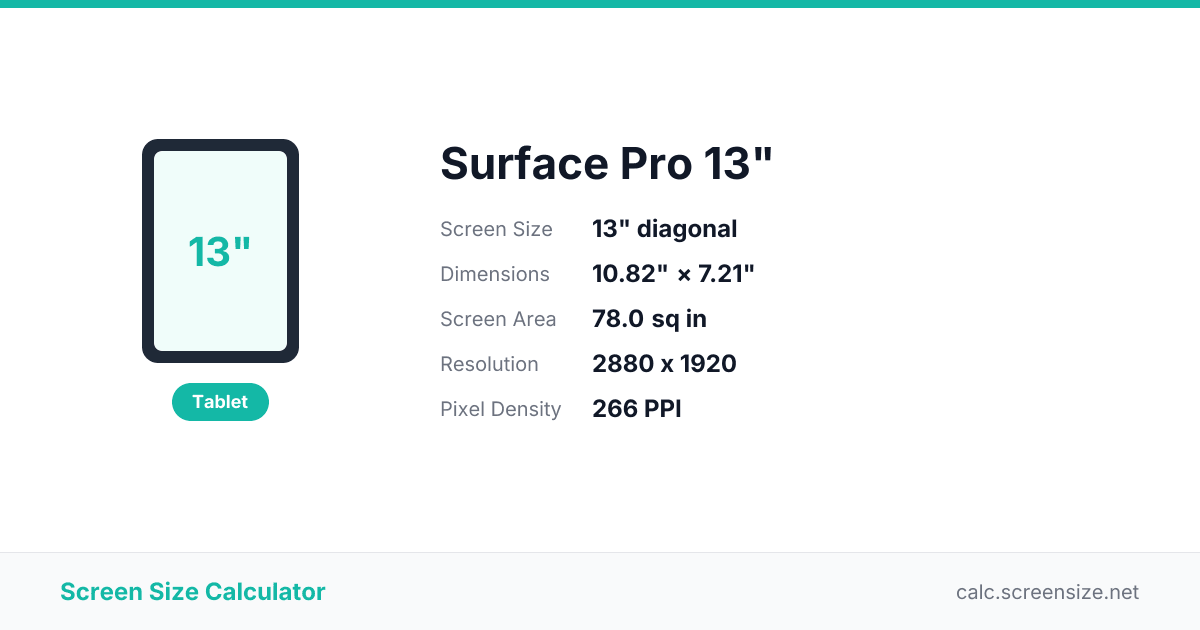 13"
Tablet
Surface Pro 13"
Screen Size 13" diagonal
Dimensions 10.82" × 7.21"
Screen Area 78.0 sq in
Resolution 2880 x 1920
Pixel Density 266 PPI
Screen Size Calculator
calc.screensize.net